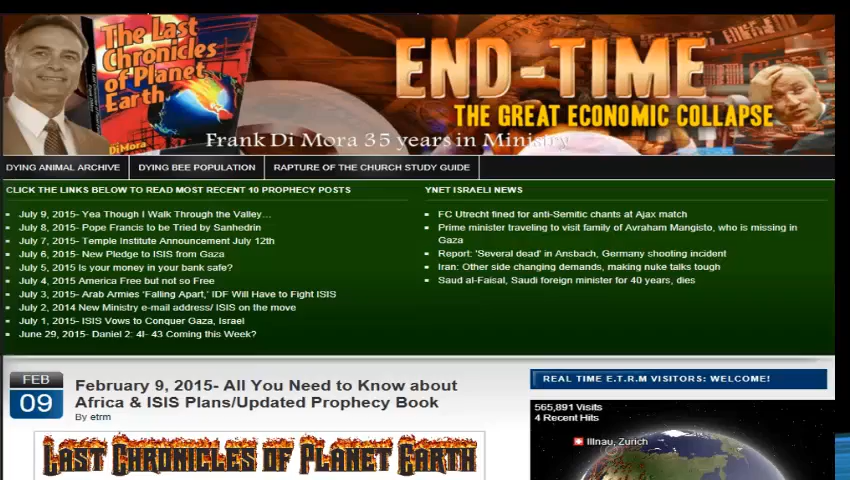 The Last
Chronicles
of Planet
Earth
DiMora
END-TIME
THE GREAT ECONOMIC COLLAPSE
Frank Di Mora 35 years in Ministry
DYING ANIMAL ARCHIVE
DYING BEE POPULATION
RAPTURE OF THE CHURCH STUDY GUIDE
CLICK THE LINKS BELOW TO READ MOST RECENT 10 PROPHECY POSTS
July 9, 2015- Yea Though I Walk Through the Valley…
July 8, 2015- Pope Francis to be Tried by Sanhedrin
July 7, 2015- Temple Institute Announcement July 12th
July 6, 2015- New Pledge to ISIS from Gaza
July 5, 2015 Is your money in your bank safe?
July 4, 2015 America Free but not so Free
July 3, 2015- Arab Armies ‘Falling Apart,’ IDF Will Have to Fight ISIS
July 2, 2014 New Ministry e-mail address/ ISIS on the move
July 1, 2015- ISIS Vows to Conquer Gaza, Israel
June 29, 2015- Daniel 2: 4I- 43 Coming this Week?
YNET ISRAELI NEWS
FC Utrecht fined for anti-Semitic chants at Ajax match
Prime minister traveling to visit family of Avraham Mangisto, who is missing in
Gaza
Report: 'Several dead' in Ansbach, Germany shooting incident
Iran: Other side changing demands, making nuke talks tough
Saud al-Faisal, Saudi foreign minister for 40 years, dies
FEB
09
February 9, 2015- All You Need to Know about
Africa & ISIS Plans/Updated Prophecy Book
By etrm
LAST CHRONICLES OF PLANET EARTH
REAL TIME E.T.R.M VISITORS: WELCOME!
565,891 Visits
4 Recent Hits
Illnau, Zurich